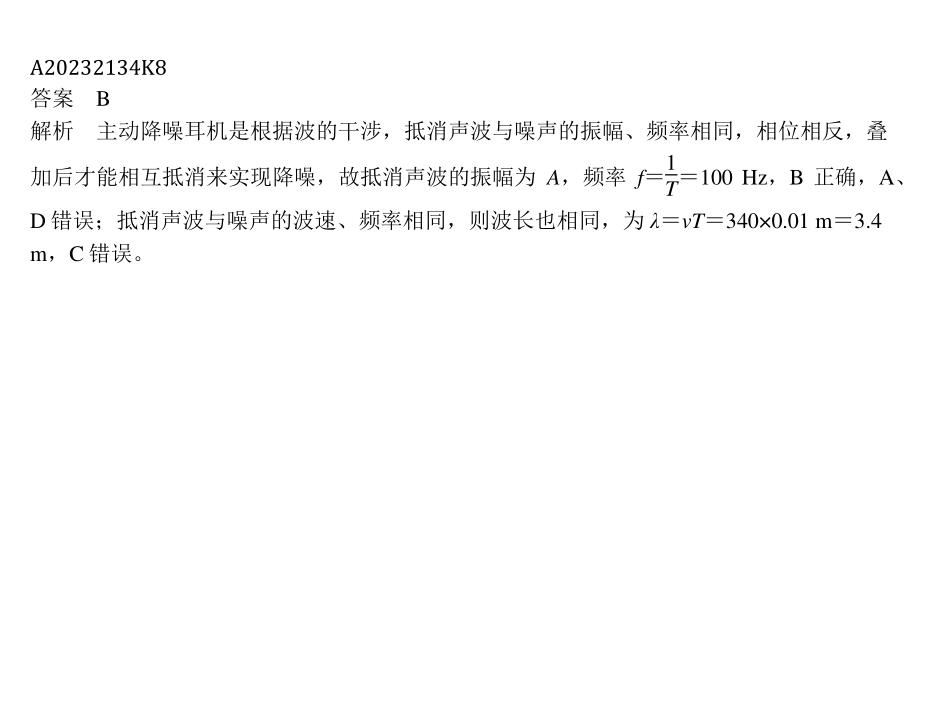 A20232134K8
答案　B
解析　主动降噪耳机是根据波的干涉，抵消声波与噪声的振幅、频率相同，相位相反，叠
加后才能相互抵消来实现降噪，故抵消声波的振幅为 A，频率 f＝1/T＝100 Hz，B 正确，A、
D 错误；抵消声波与噪声的波速、频率相同，则波长也相同，为 λ＝vT＝340×0.01 m＝3.4
m，C 错误。